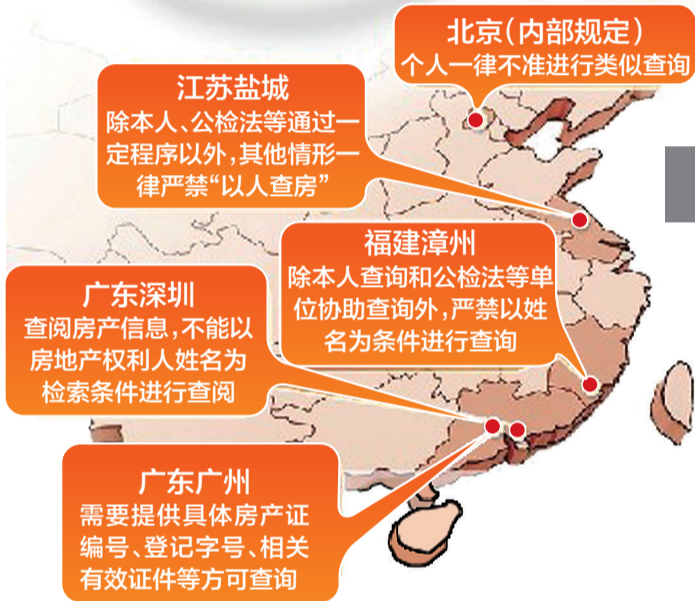 北京(内部规定)
个人一律不准进行类似查询
江苏盐城
除本人、公检法等通过一
定程序以外,其他情形一
律严禁“以人查房”
福建漳州
除本人查询和公检法等单
位协助查询外,严禁以姓
名为条件进行查询
广东深圳
查阅房产信息,不能以
房地产权利人姓名为
检索条件进行查阅
广东广州
需要提供具体房产证
编号、登记字号、相关
有效证件等方可查询